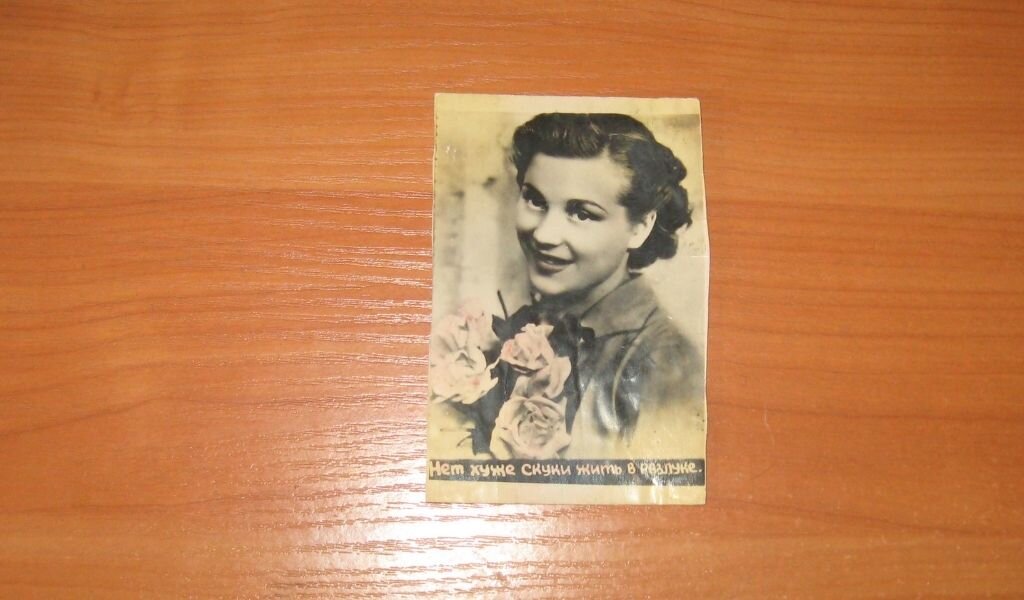 Нет хуже скуки жить в разлуке.